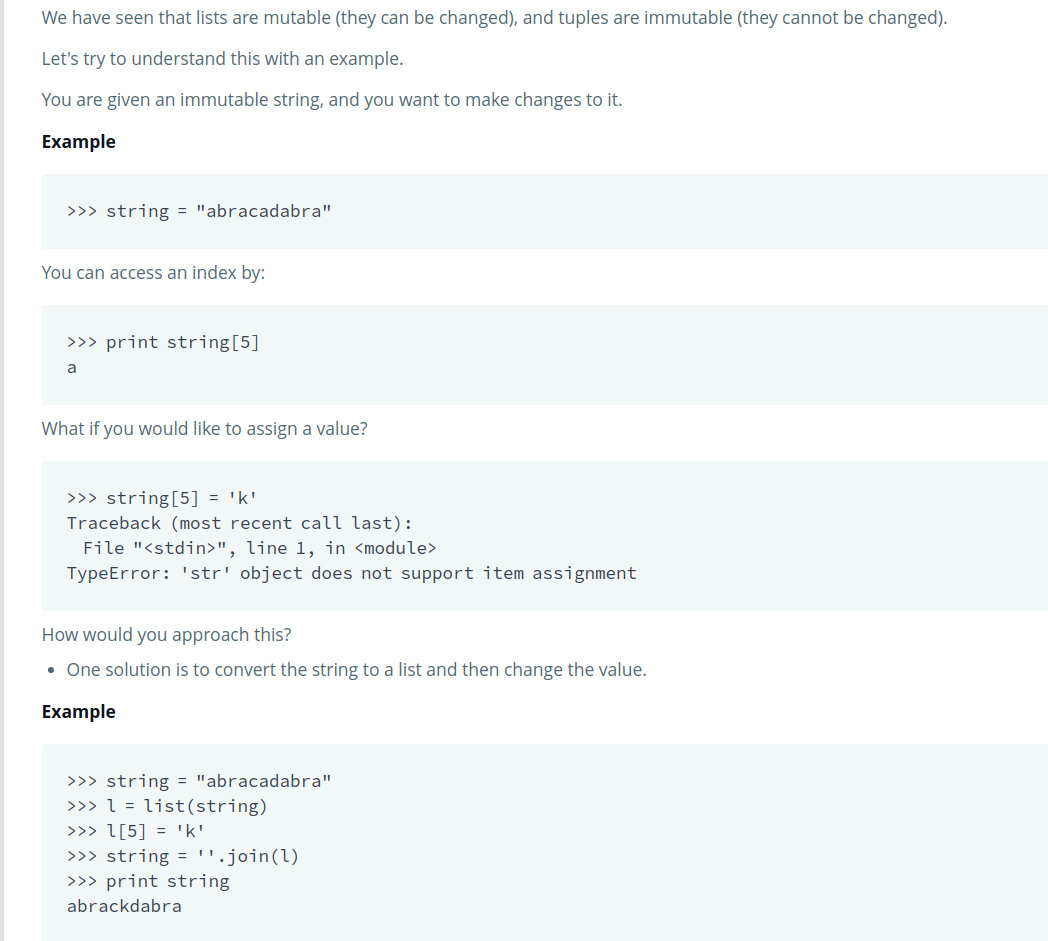 We have seen that lists are mutable (they can be changed), and tuples are immutable (they cannot be changed).
Let's try to understand this with an example.
You are given an immutable string, and you want to make changes to it.
Example
>>> string = "abracadabra"
You can access an index by:
>>> print string[5]
a
What if you would like to assign a value?
>>> string[5] = 'k'
Traceback (most recent call last):
  File "<stdin>", line 1, in <module>
TypeError: 'str' object does not support item assignment
How would you approach this?
• One solution is to convert the string to a list and then change the value.
Example
>>> string = "abracadabra"
>>> l = list(string)
>>> l[5] = 'k'
>>> string = ''.join(l)
>>> print string
abrackdabra